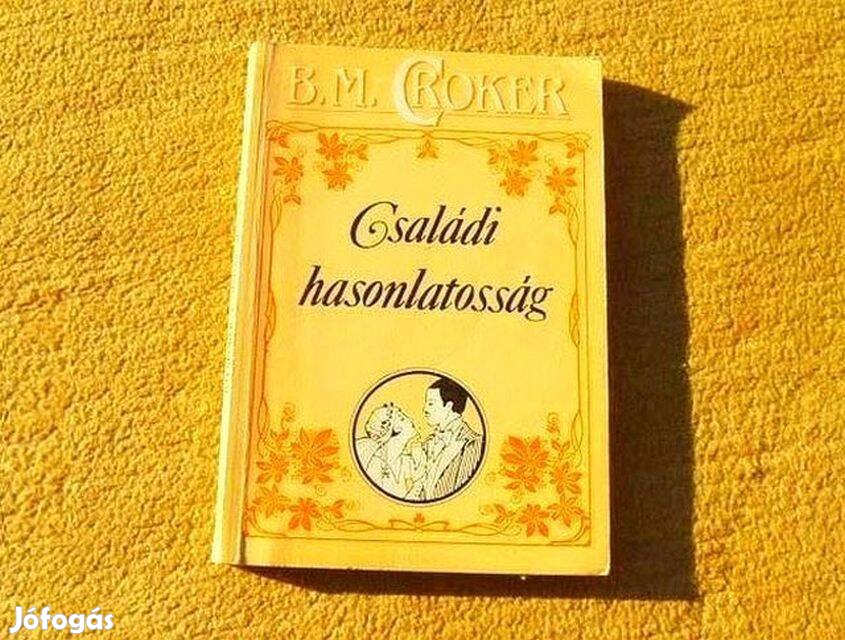 B.M. CROKER
Családi
hasonlatosság
Jófogás